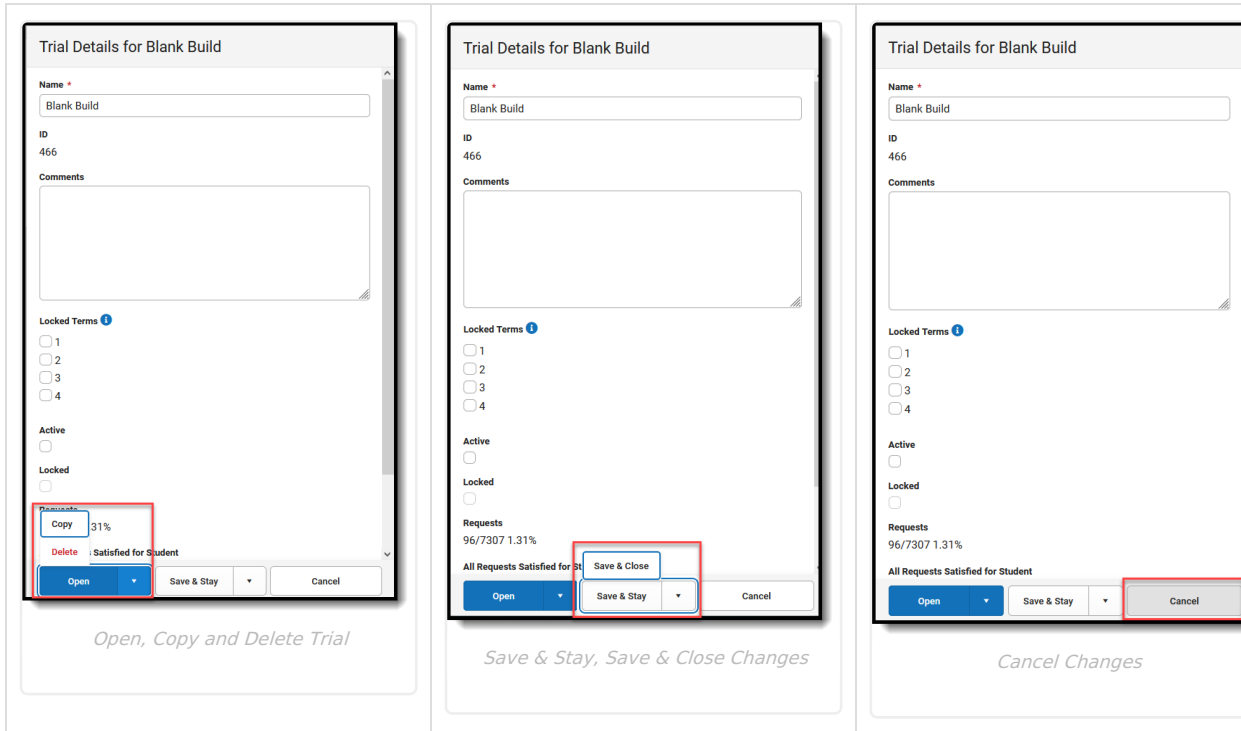 Trial Details for Blank Build
Name *
Blank Build
ID
466
Comments
Locked Terms
1
2
3
4
Active
Locked
Copy 31%
Delete Satisfied for Student
Open Save & Stay Cancel
Open, Copy and Delete Trial
Trial Details for Blank Build
Name *
Blank Build
ID
466
Comments
Locked Terms
1
2
3
4
Active
Locked
Requests
96/7307 1.31%
All Requests Satisfied for St Save & Close
Open Save & Stay Cancel
Save & Stay, Save & Close Changes
Trial Details for Blank Build
Name *
Blank Build
ID
466
Comments
Locked Terms
1
2
3
4
Active
Locked
Requests
96/7307 1.31%
All Requests Satisfied for Student
Open Save & Stay Cancel
Cancel Changes